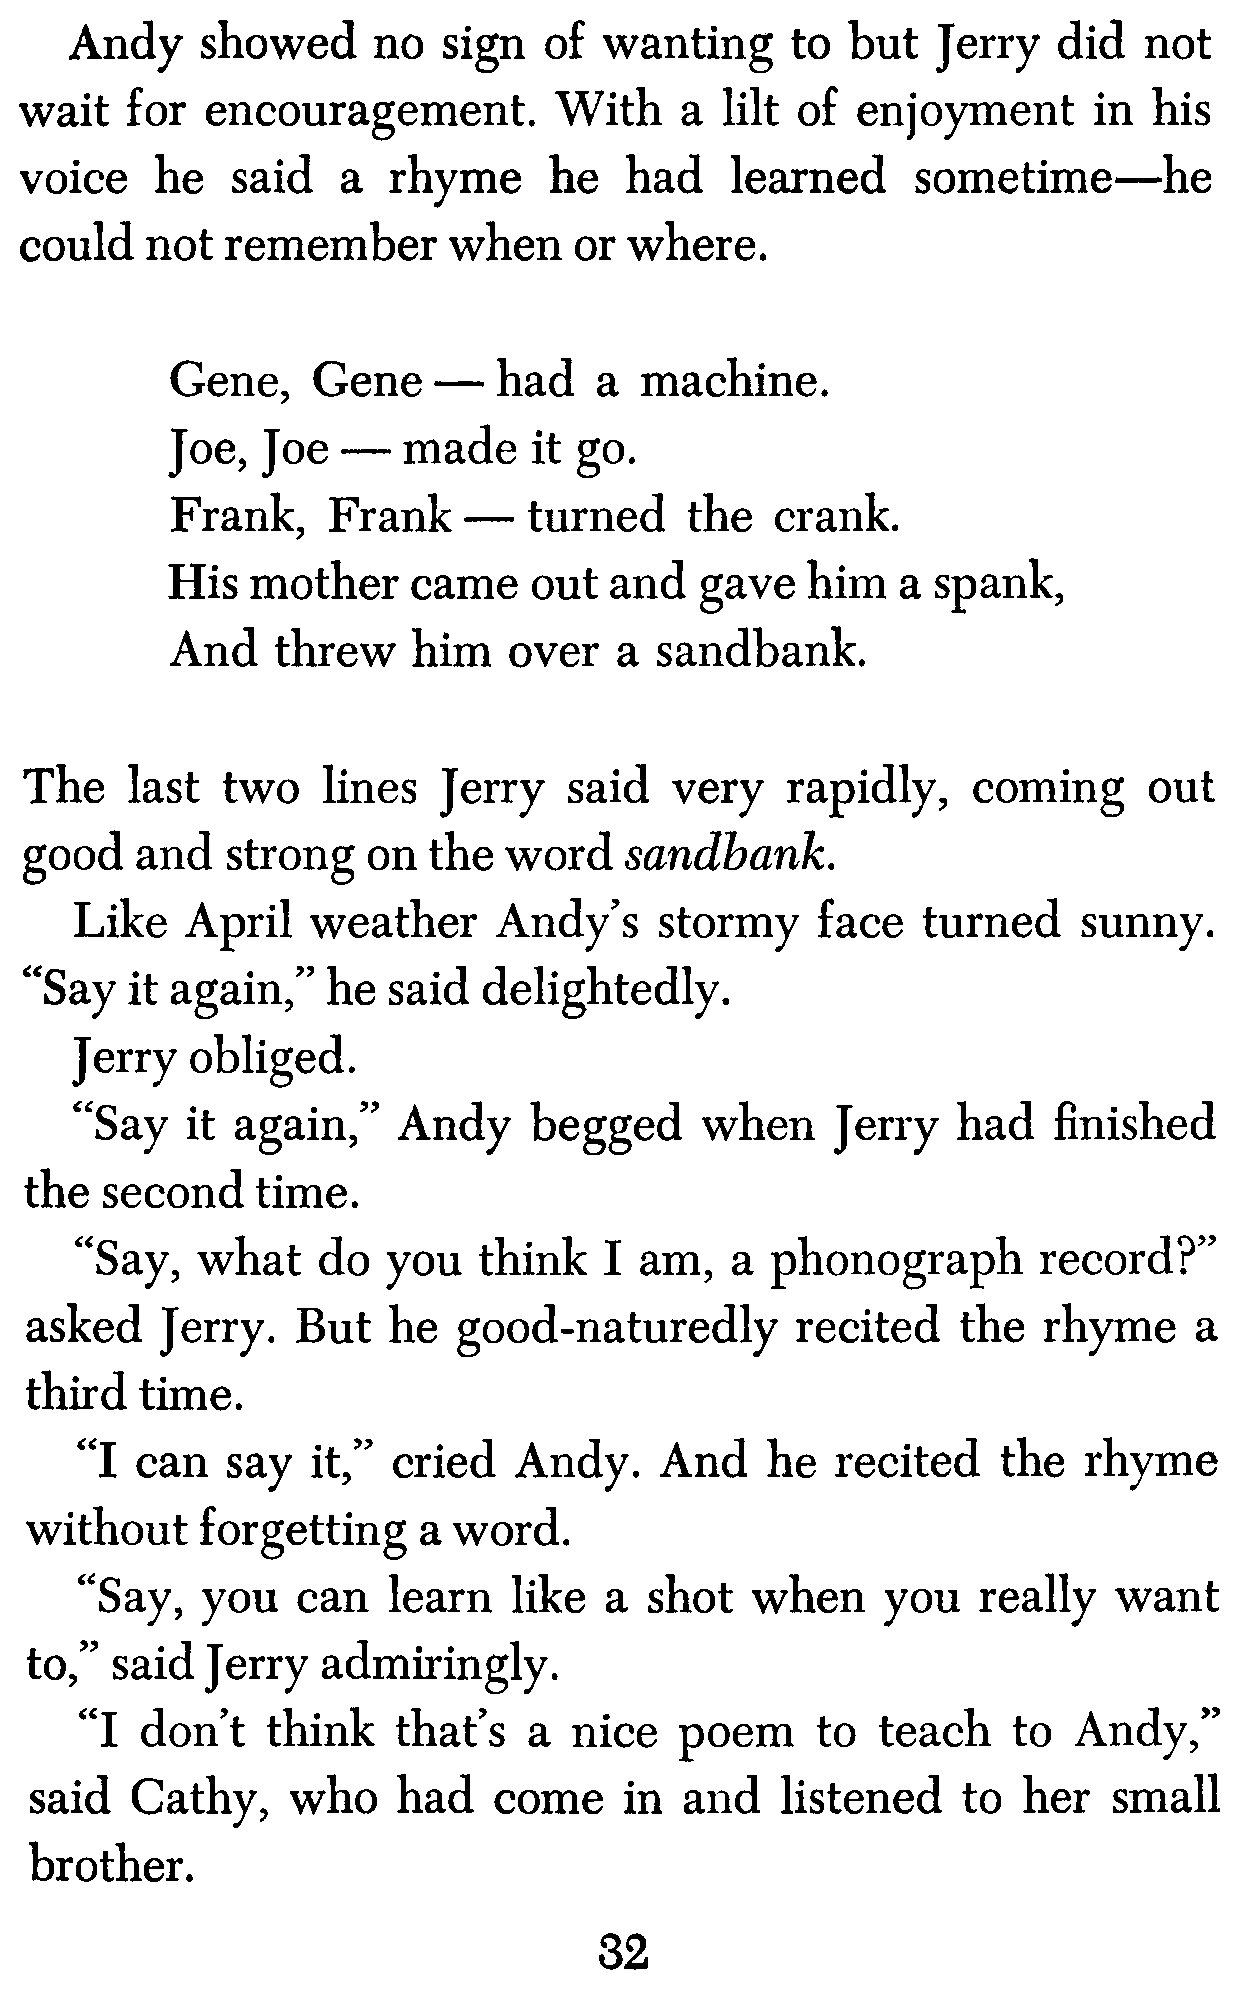 Andy showed no sign of wanting to but Jerry did not
wait for encouragement. With a lilt of enjoyment in his
voice he said a rhyme he had learned sometime—he
could not remember when or where.
Gene, Gene — had a machine.
Joe, Joe — made it go.
Frank, Frank — turned the crank.
His mother came out and gave him a spank,
And threw him over a sandbank.
The last two lines Jerry said very rapidly, coming out
good and strong on the word sandbank.
Like April weather Andy's stormy face turned sunny.
“Say it again,” he said delightedly.
Jerry obliged.
“Say it again,” Andy begged when Jerry had finished
the second time.
“Say, what do you think I am, a phonograph record?”
asked Jerry. But he good-naturedly recited the rhyme a
third time.
“I can say it,” cried Andy. And he recited the rhyme
without forgetting a word.
“Say, you can learn like a shot when you really want
to,” said Jerry admiringly.
“I don't think that's a nice poem to teach to Andy,”
said Cathy, who had come in and listened to her small
brother.
32